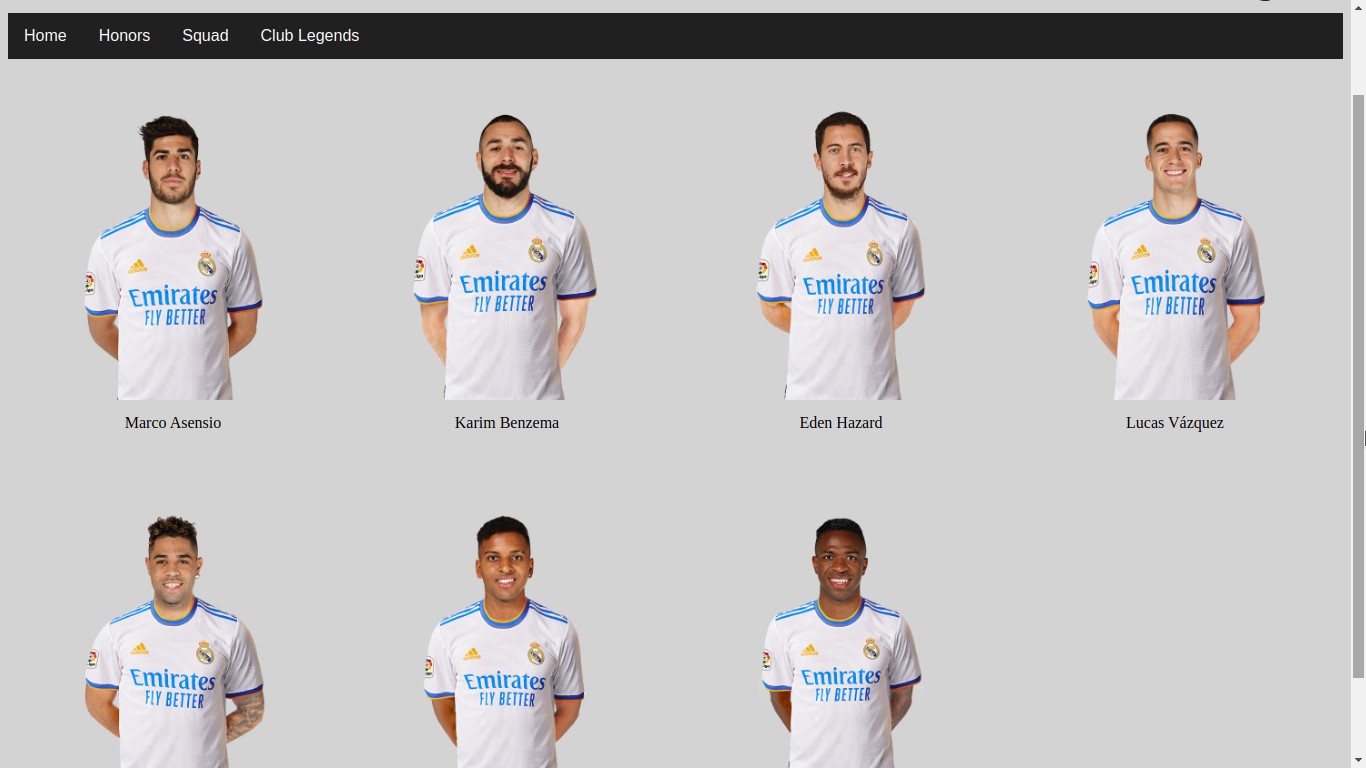 Home Honors Squad Club Legends
Emirates
FLY BETTER
Emirates
FLY BETTER
Emirates
FLY BETTER
Emirates
FLY BETTER
Marco Asensio
Karim Benzema
Eden Hazard
Lucas Vázquez
Emirates
FLY BETTER
Emirates
FLY BETTER
Emirates
FLY BETTER